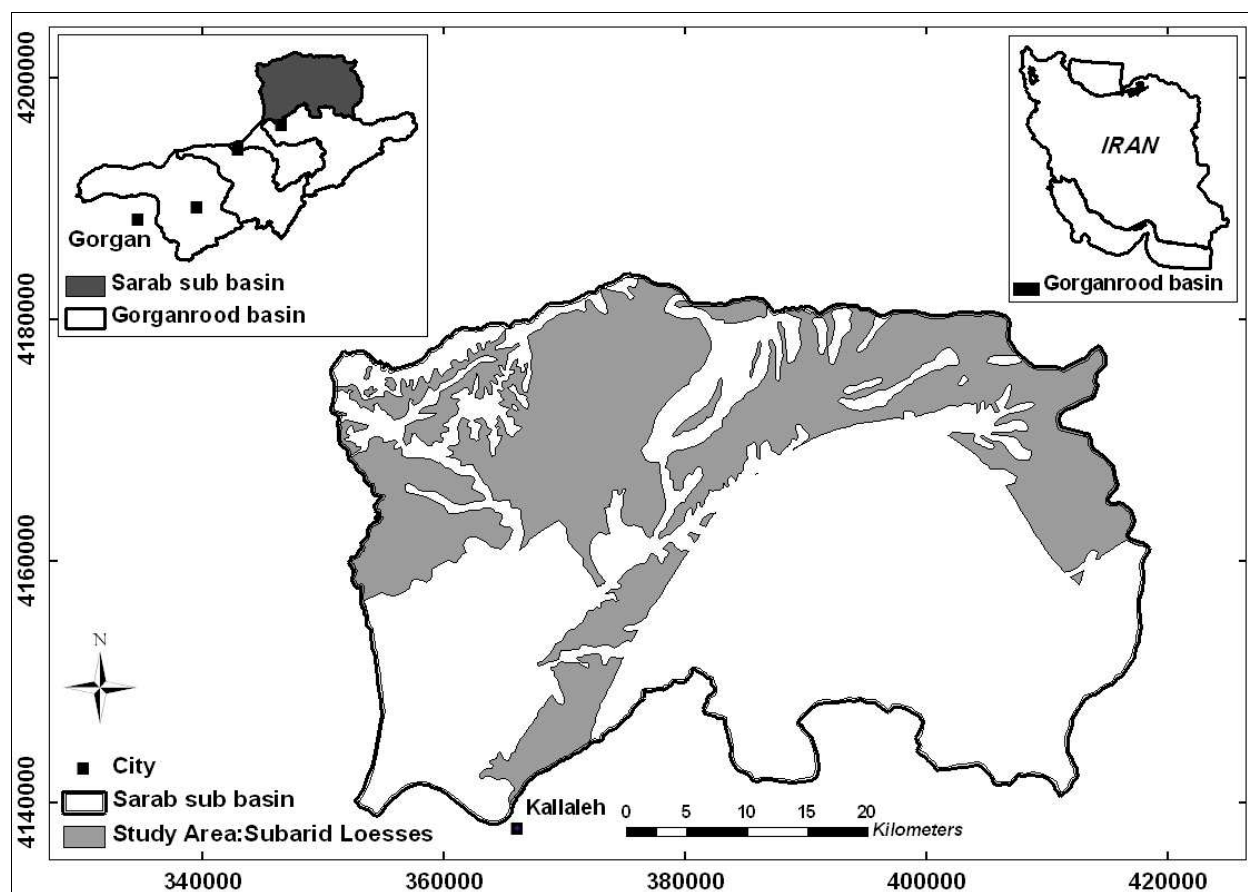 4200000
4180000
4160000
4140000
Gorgan
Sarab sub basin
Gorganrood basin
IRAN
Gorganrood basin
N
City
Sarab sub basin
Study Area:Subarid Loesses
Kallaleh
0 5 10 15 20
Kilometers
340000 360000 380000 400000 420000